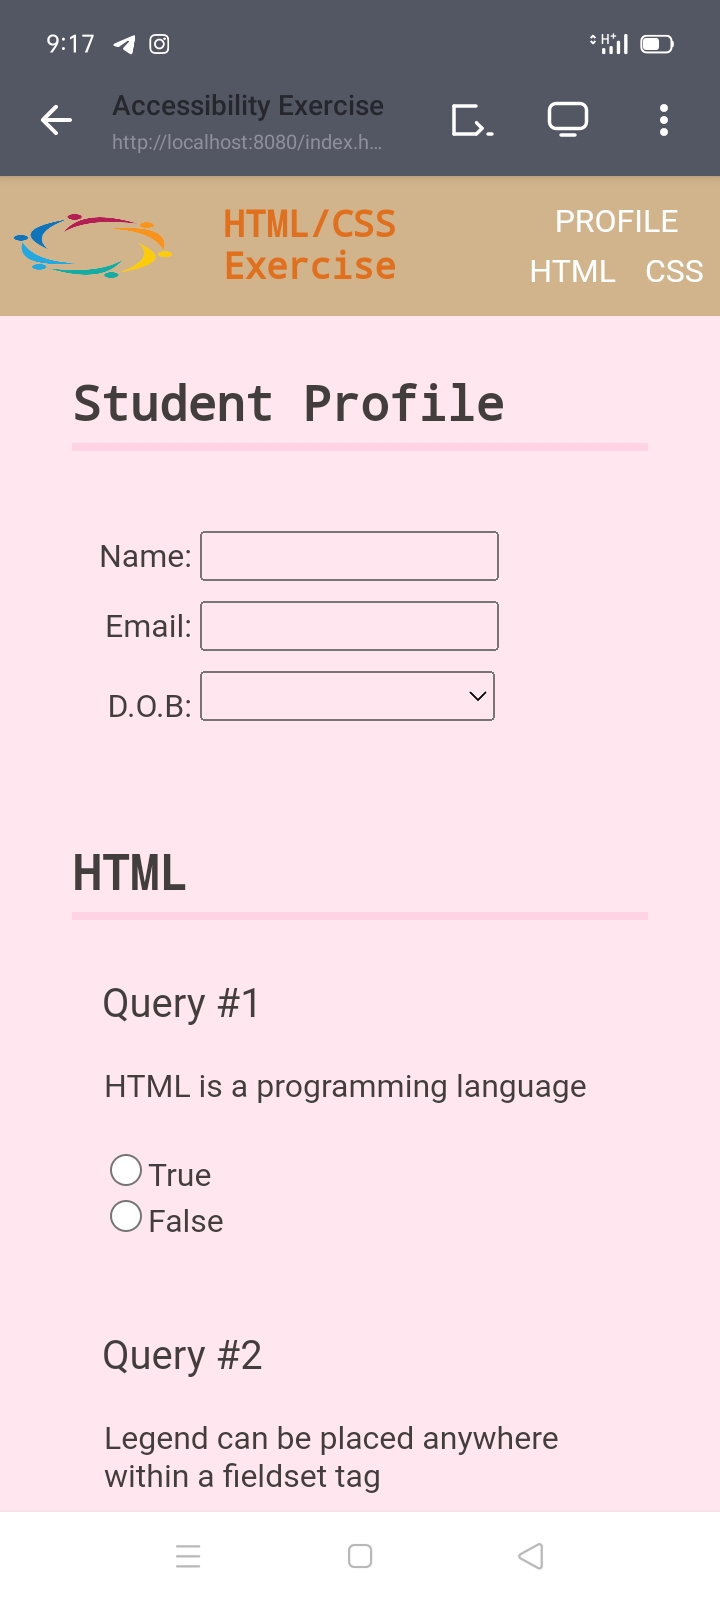 9:17
H+
Accessibility Exercise
http://localhost:8080/index.h...
HTML/CSS
Exercise
PROFILE
HTML CSS
Student Profile
Name:
Email:
D.O.B:
HTML
Query #1
HTML is a programming language
True
False
Query #2
Legend can be placed anywhere
within a fieldset tag